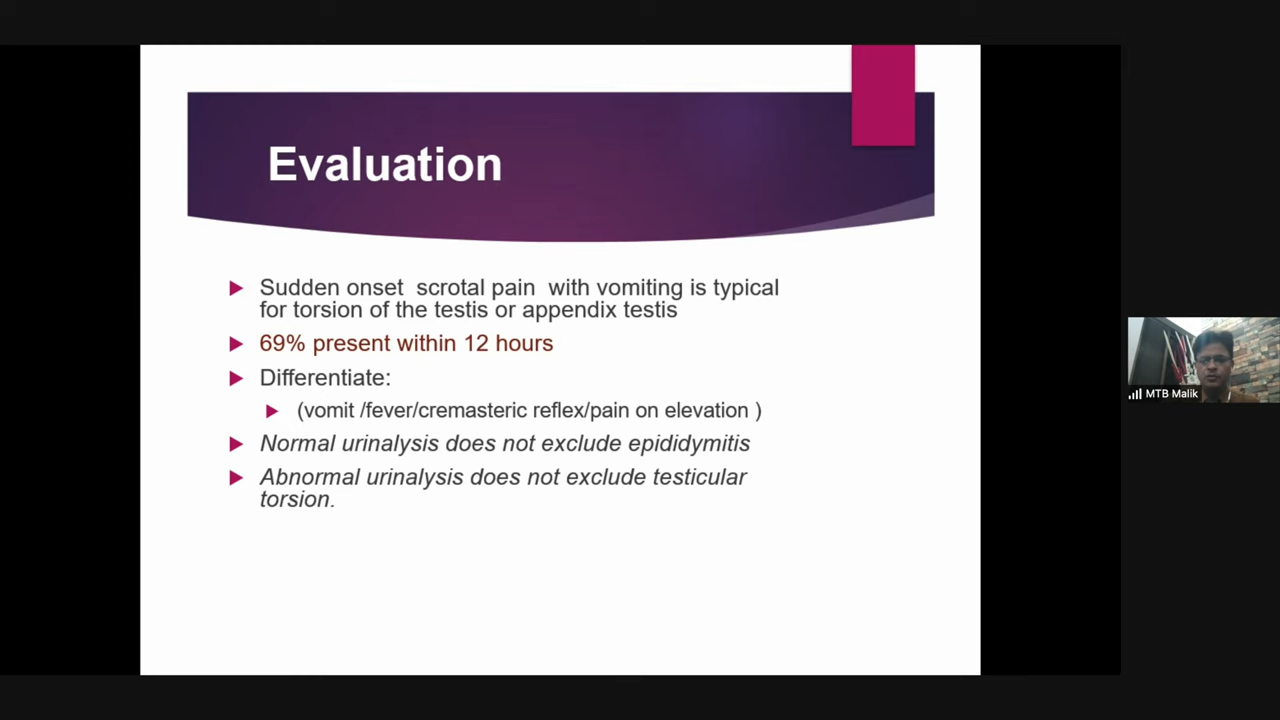 Evaluation
Sudden onset scrotal pain with vomiting is typical
for torsion of the testis or appendix testis
69% present within 12 hours
Differentiate:
(vomit /fever/cremasteric reflex/pain on elevation )
Normal urinalysis does not exclude epididymitis
Abnormal urinalysis does not exclude testicular
torsion.
MTB Malik